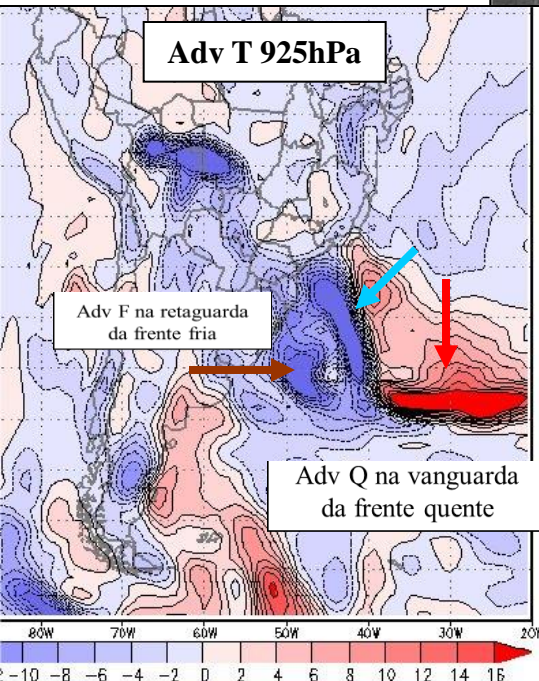 Adv T 925hPa
Adv F na retaguarda
da frente fria
Adv Q na vanguarda
da frente quente
80W 70W 60W 50W 40W 30W 20W
-10 -8 -6 -4 -2 0 2 4 6 8 10 12 14 16